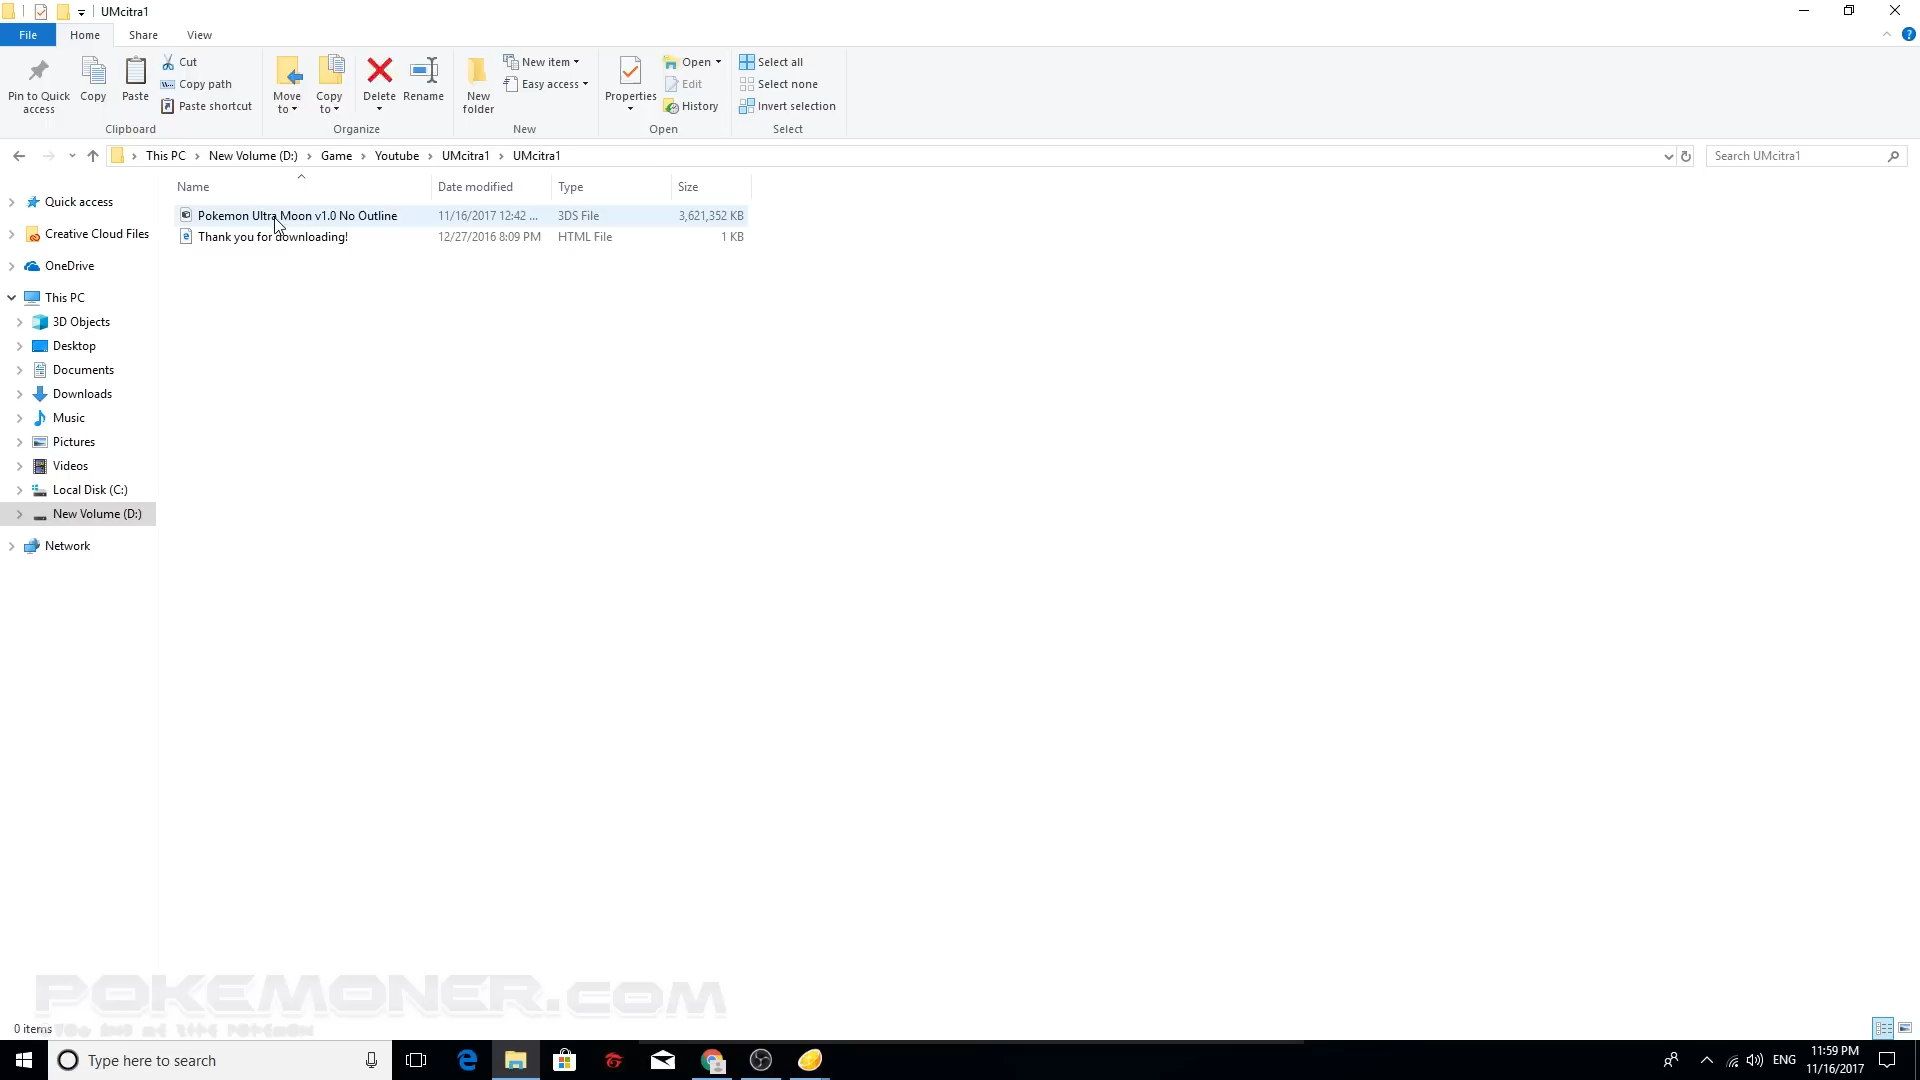 UMcitra1
File Home Share View
Pin to Quick access
Copy
Paste
Cut
Copy path
Paste shortcut
Clipboard
Move to
Copy to
Delete
Rename
Organize
New folder
New item
Easy access
New
Properties
Open
Edit
History
Open
Select all
Select none
Invert selection
Select
This PC New Volume (D:) Game Youtube UMcitra1 UMcitra1
Search UMcitra1
Name Date modified Type Size
Pokemon Ultra Moon v1.0 No Outline 11/16/2017 12:42 ... 3DS File 3,621,352 KB
Thank you for downloading! 12/27/2016 8:09 PM HTML File 1 KB
Quick access
Creative Cloud Files
OneDrive
This PC
3D Objects
Desktop
Documents
Downloads
Music
Pictures
Videos
Local Disk (C:)
New Volume (D:)
Network
POKEMONER.COM
0 items
Type here to search
ENG
11:59 PM
11/16/2017